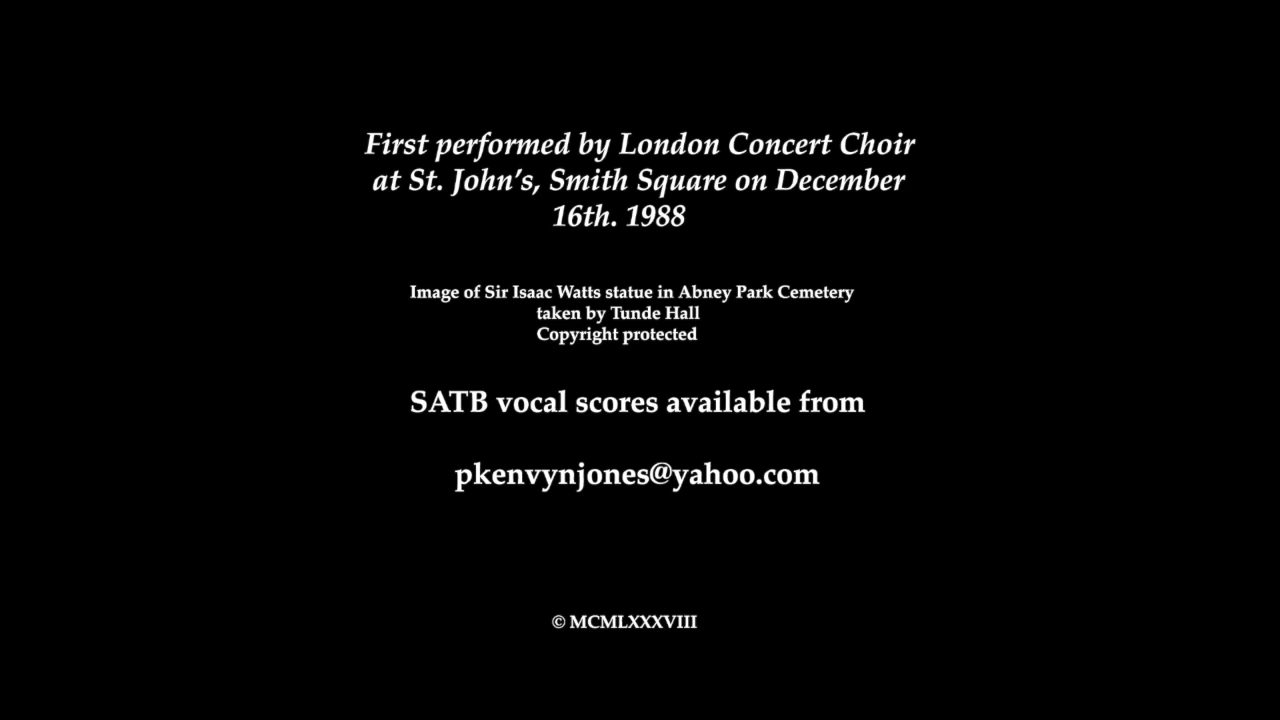 First performed by London Concert Choir
at St. John's, Smith Square on December
16th. 1988
Image of Sir Isaac Watts statue in Abney Park Cemetery
taken by Tunde Hall
Copyright protected
SATB vocal scores available from
pkenvynjones@yahoo.com
© MCMLXXXVIII